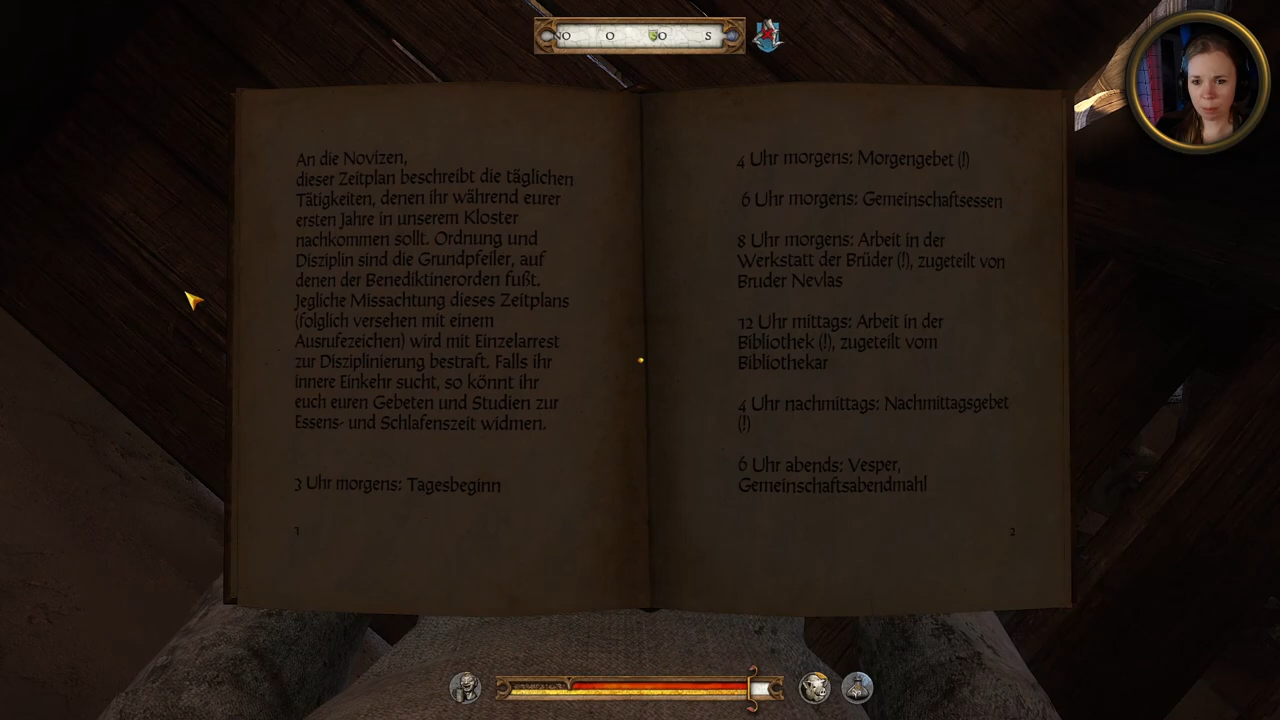 NO O SO S
An die Novizen,
dieser Zeitplan beschreibt die täglichen
Tätigkeiten, denen ihr während eurer
ersten Jahre in unserem Kloster
nachkommen sollt. Ordnung und
Disziplin sind die Grundpfeiler, auf
denen der Benediktinerorden fußt.
Jegliche Missachtung dieses Zeitplans
(folglich versehen mit einem
Ausrufezeichen) wird mit Einzelarrest
zur Disziplinierung bestraft. Falls ihr
innere Einkehr sucht, so könnt ihr
euch euren Gebeten und Studien zur
Essens- und Schlafenszeit widmen.
3 Uhr morgens: Tagesbeginn
1
4 Uhr morgens: Morgengebet (!)
6 Uhr morgens: Gemeinschaftsessen
8 Uhr morgens: Arbeit in der
Werkstatt der Brüder (!), zugeteilt von
Bruder Nevlas
12 Uhr mittags: Arbeit in der
Bibliothek (!), zugeteilt vom
Bibliothekar
4 Uhr nachmittags: Nachmittagsgebet
(!)
6 Uhr abends: Vesper,
Gemeinschaftsabendmahl
2